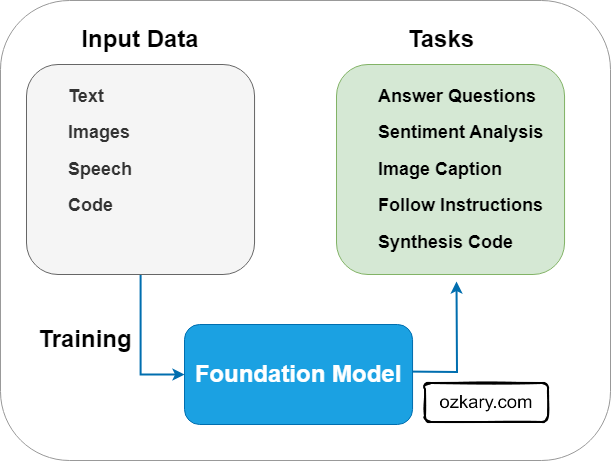 Input Data
Text
Images
Speech
Code
Tasks
Answer Questions
Sentiment Analysis
Image Caption
Follow Instructions
Synthesis Code
Training
Foundation Model
ozkary.com